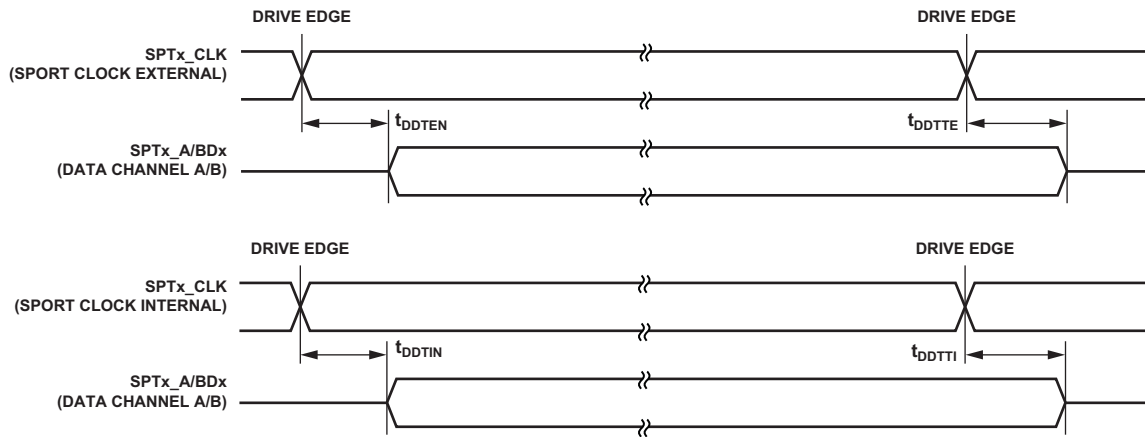 DRIVE EDGE DRIVE EDGE
SPTx_CLK
(SPORT CLOCK EXTERNAL)
tDDTEN tDDTTE
SPTx_A/BDx
(DATA CHANNEL A/B)
DRIVE EDGE DRIVE EDGE
SPTx_CLK
(SPORT CLOCK INTERNAL)
tDDTIN tDDTTI
SPTx_A/BDx
(DATA CHANNEL A/B)